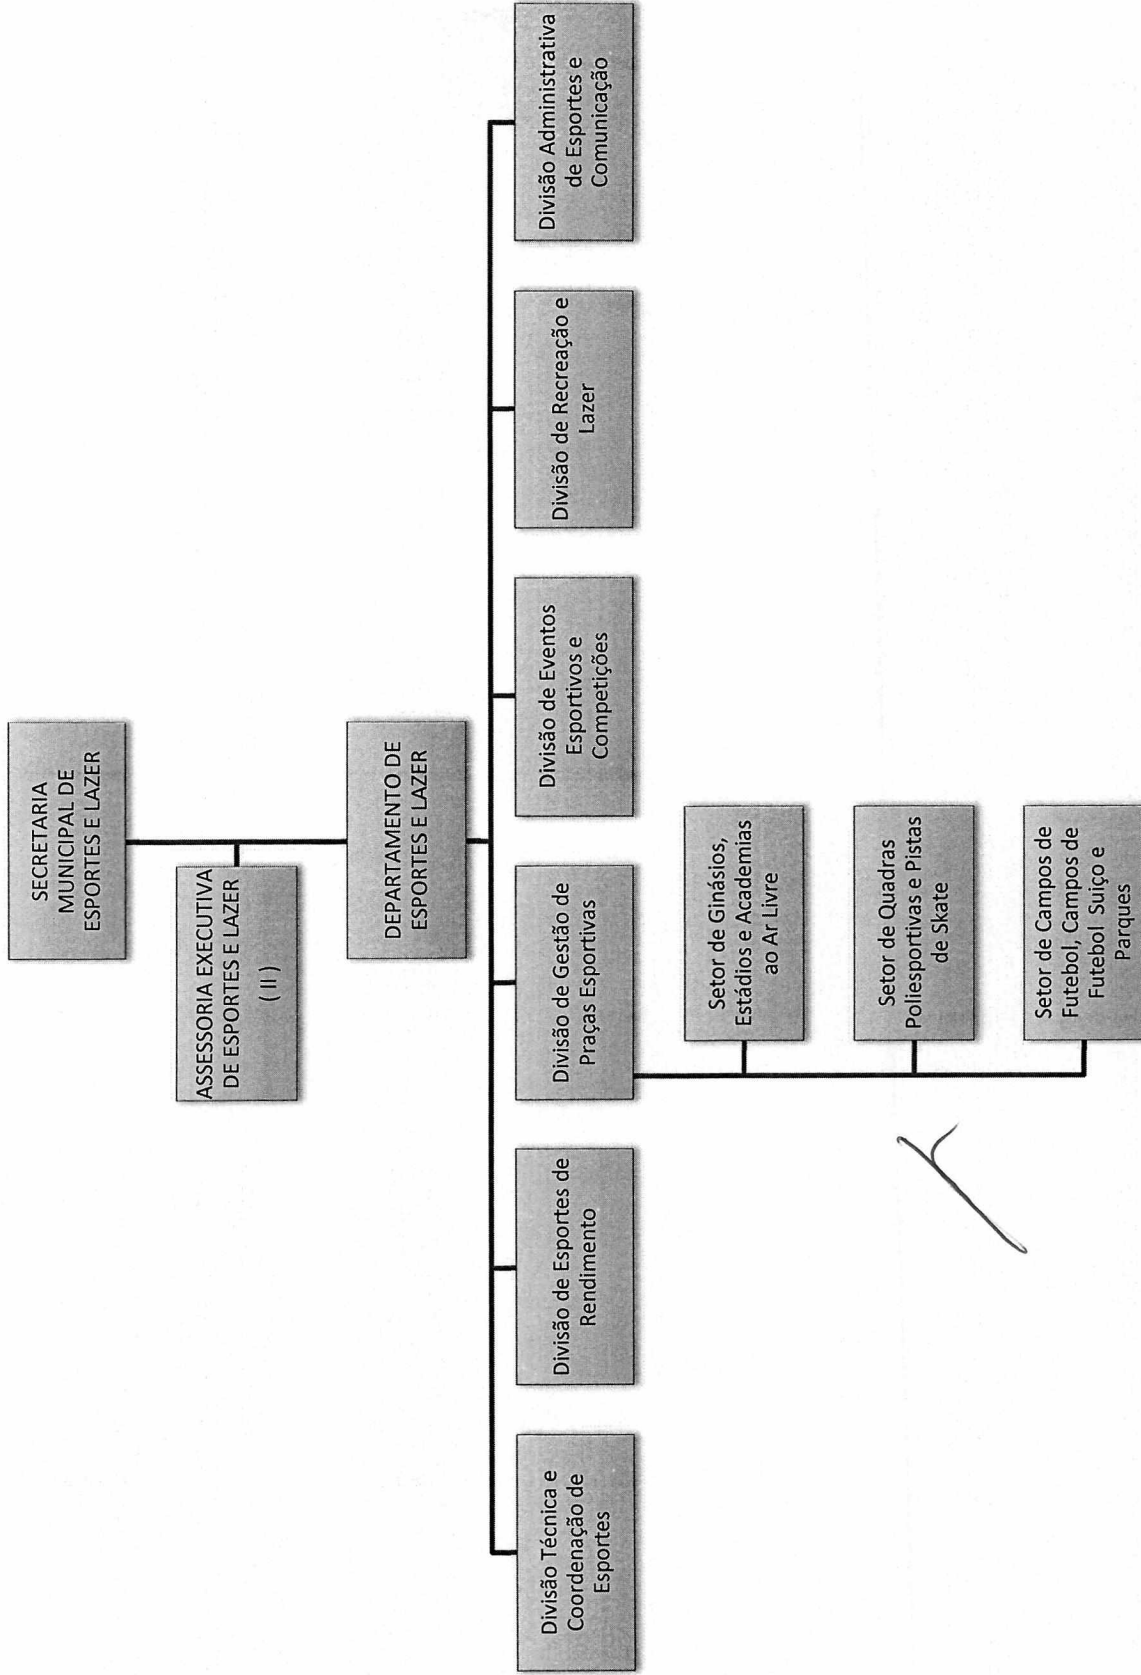 SECRETARIA
MUNICIPAL DE
ESPORTES E LAZER
ASSESSORIA EXECUTIVA
DE ESPORTES E LAZER
( II )
DEPARTAMENTO DE
ESPORTES E LAZER
Divisão Técnica e
Coordenação de
Esportes
Divisão de Esportes de
Rendimento
Divisão de Gestão de
Praças Esportivas
Divisão de Eventos
Esportivos e
Competições
Divisão de Recreação e
Lazer
Divisão Administrativa
de Esportes e
Comunicação
Setor de Ginásios,
Estádios e Academias
ao Ar Livre
Setor de Quadras
Poliesportivas e Pistas
de Skate
Setor de Campos de
Futebol, Campos de
Futebol Suiço e
Parques